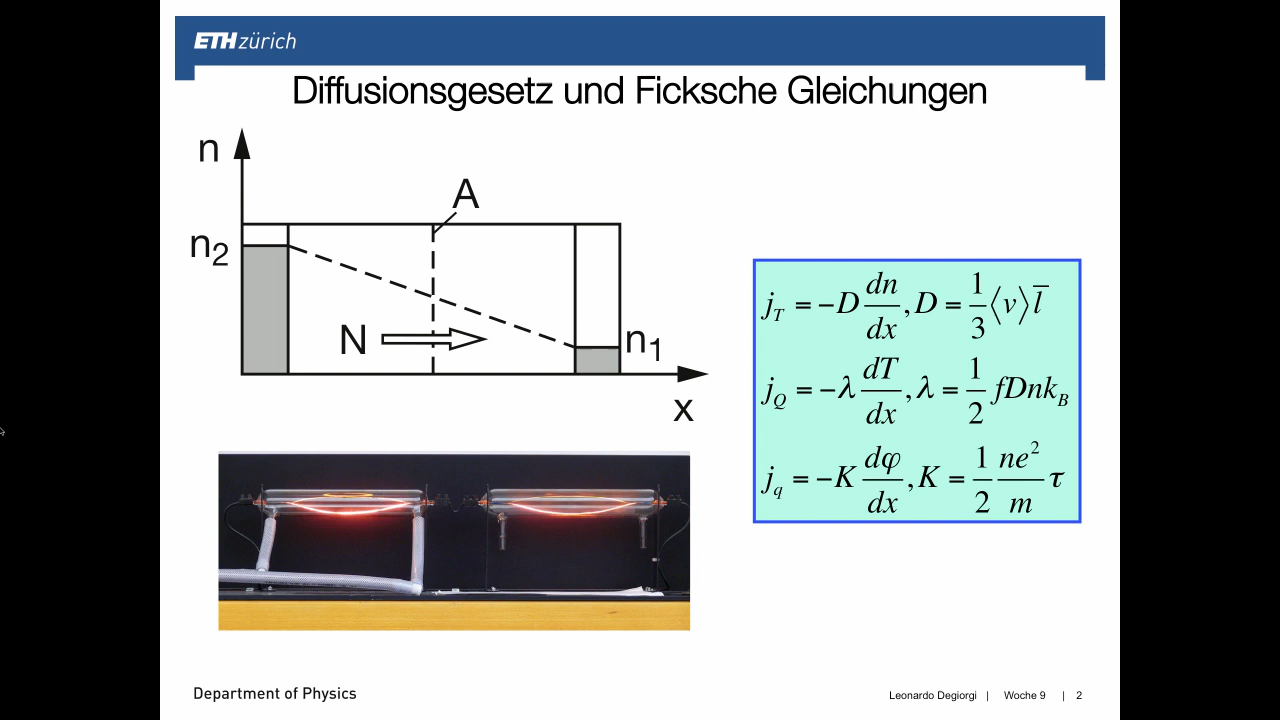 ETH zürich
Diffusionsgesetz und Ficksche Gleichungen
n
A
n₂
N
n₁
x
j_T = −D dn/dx, D = 1/3 ⟨v⟩ l̅
j_Q = −λ dT/dx, λ = 1/2 fDnk_B
j_q = −K dφ/dx, K = 1/2 ne²/m τ
Department of Physics
Leonardo Degiorgi | Woche 9 | 2